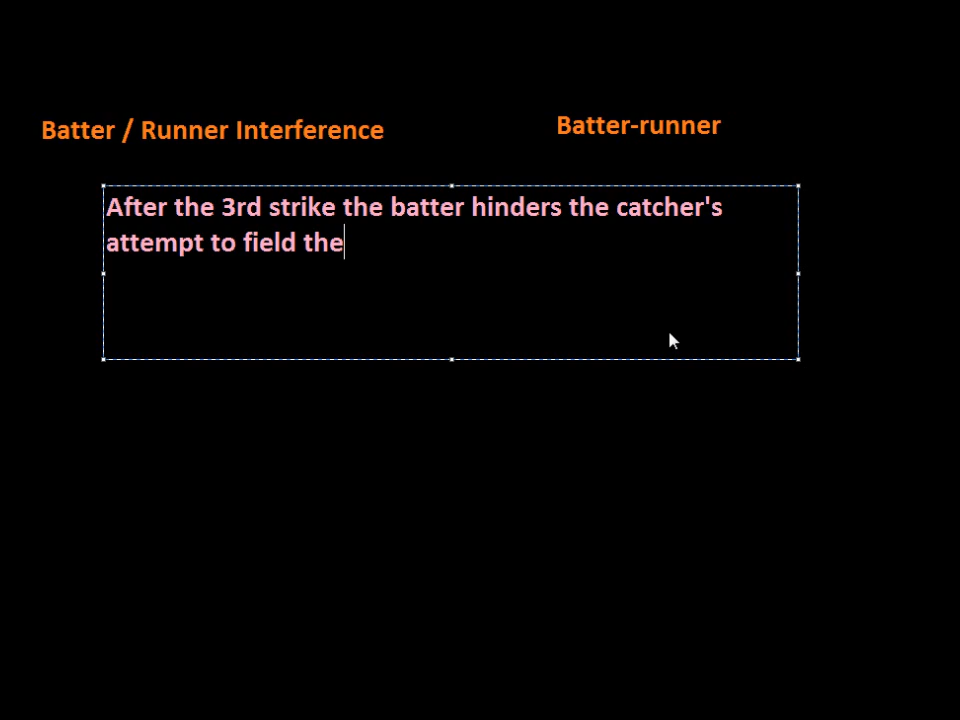 Batter / Runner Interference
Batter-runner
After the 3rd strike the batter hinders the catcher's
attempt to field the